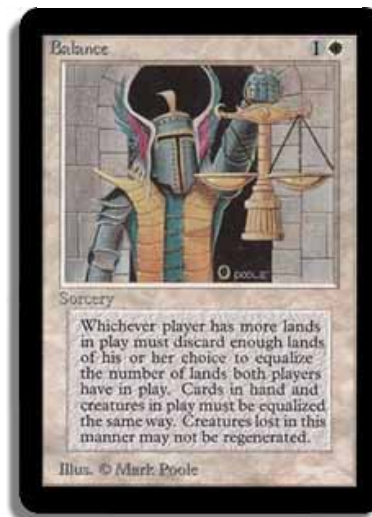 Balance 1
POOLE
Sorcery
Whichever player has more lands
in play must discard enough lands
of his or her choice to equalize
the number of lands both players
have in play. Cards in hand and
creatures in play must be equalized
the same way. Creatures lost in this
manner may not be regenerated.
Illus. © Mark Poole